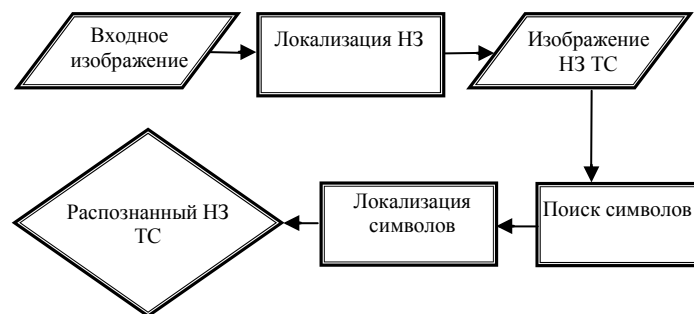 Входное
изображение
Локализация НЗ
Изображение
НЗ ТС
Поиск символов
Локализация
символов
Распознанный НЗ
ТС